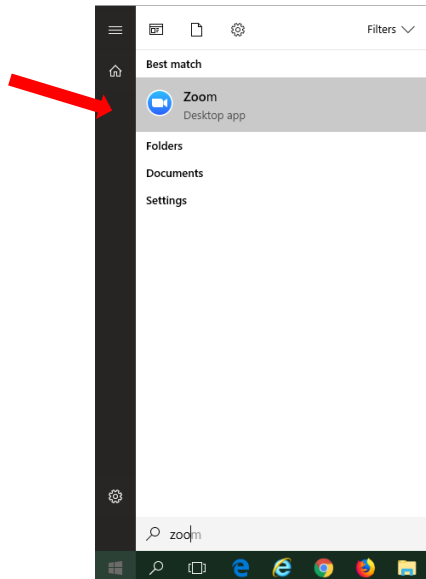 Filters
Best match
Zoom
Desktop app
Folders
Documents
Settings
zoom